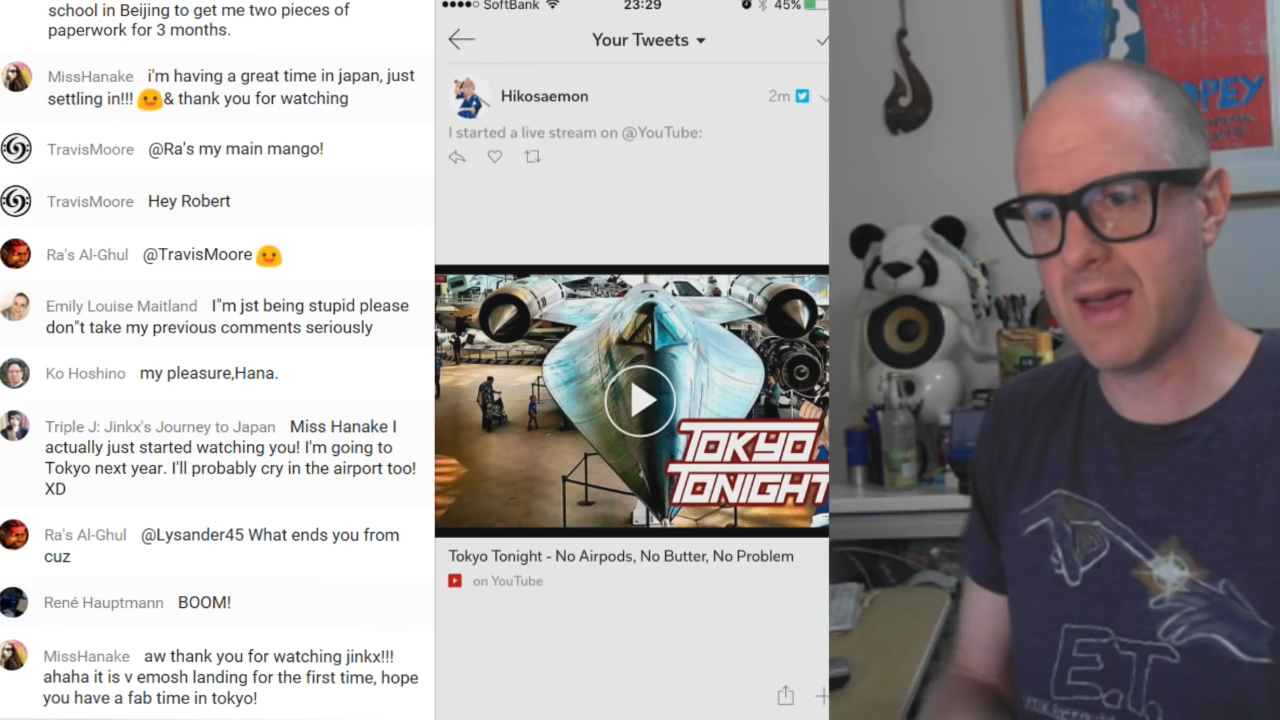 school in Beijing to get me two pieces of
paperwork for 3 months.
MissHanake i'm having a great time in japan, just
settling in!!! & thank you for watching
TravisMoore @Ra's my main mango!
TravisMoore Hey Robert
Ra's Al-Ghul @TravisMoore
Emily Louise Maitland I"m jst being stupid please
don"t take my previous comments seriously
Ko Hoshino my pleasure,Hana.
Triple J: Jinkx's Journey to Japan Miss Hanake I
actually just started watching you! I'm going to
Tokyo next year. I'll probably cry in the airport too!
XD
Ra's Al-Ghul @Lysander45 What ends you from
cuz
René Hauptmann BOOM!
MissHanake aw thank you for watching jinkx!!!
ahaha it is v emosh landing for the first time, hope
you have a fab time in tokyo!
SoftBank 23:29 45%
Your Tweets
Hikosaemon 2m
I started a live stream on @YouTube:
TOKYO
TONIGHT
Tokyo Tonight - No Airpods, No Butter, No Problem
on YouTube
OPEY
E.T.